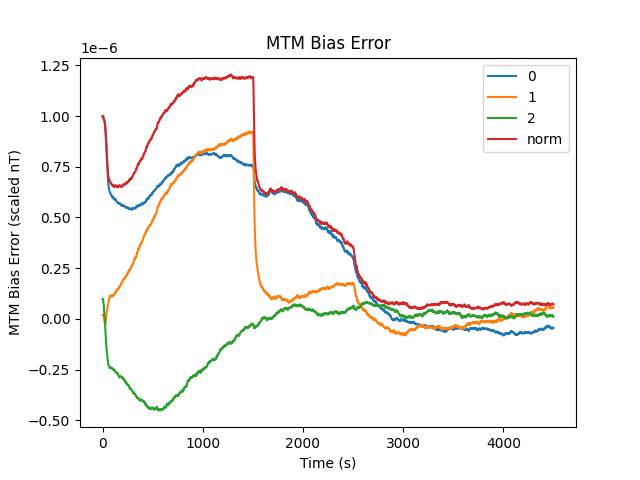 MTM Bias Error
1e−6
1.25
1.00
0.75
0.50
0.25
0.00
−0.25
−0.50
MTM Bias Error (scaled nT)
0
1
2
norm
0 1000 2000 3000 4000
Time (s)